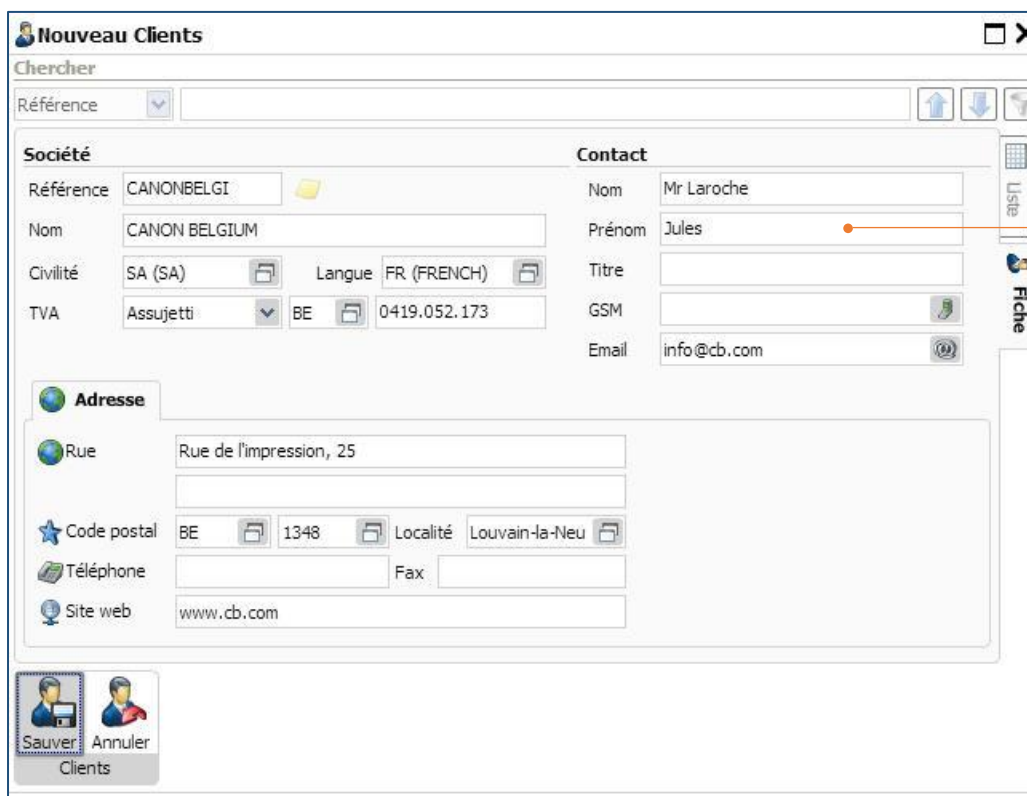 Nouveau Clients
Chercher
Référence
Société
Référence CANONBELGI
Nom CANON BELGIUM
Civilité SA (SA) Langue FR (FRENCH)
TVA Assujetti BE 0419.052.173
Contact
Nom Mr Laroche
Prénom Jules
Titre
GSM
Email info@cb.com
Liste
Fiche
Adresse
Rue Rue de l'impression, 25
Code postal BE 1348 Localité Louvain-la-Neu
Téléphone Fax
Site web www.cb.com
Sauver Annuler
Clients